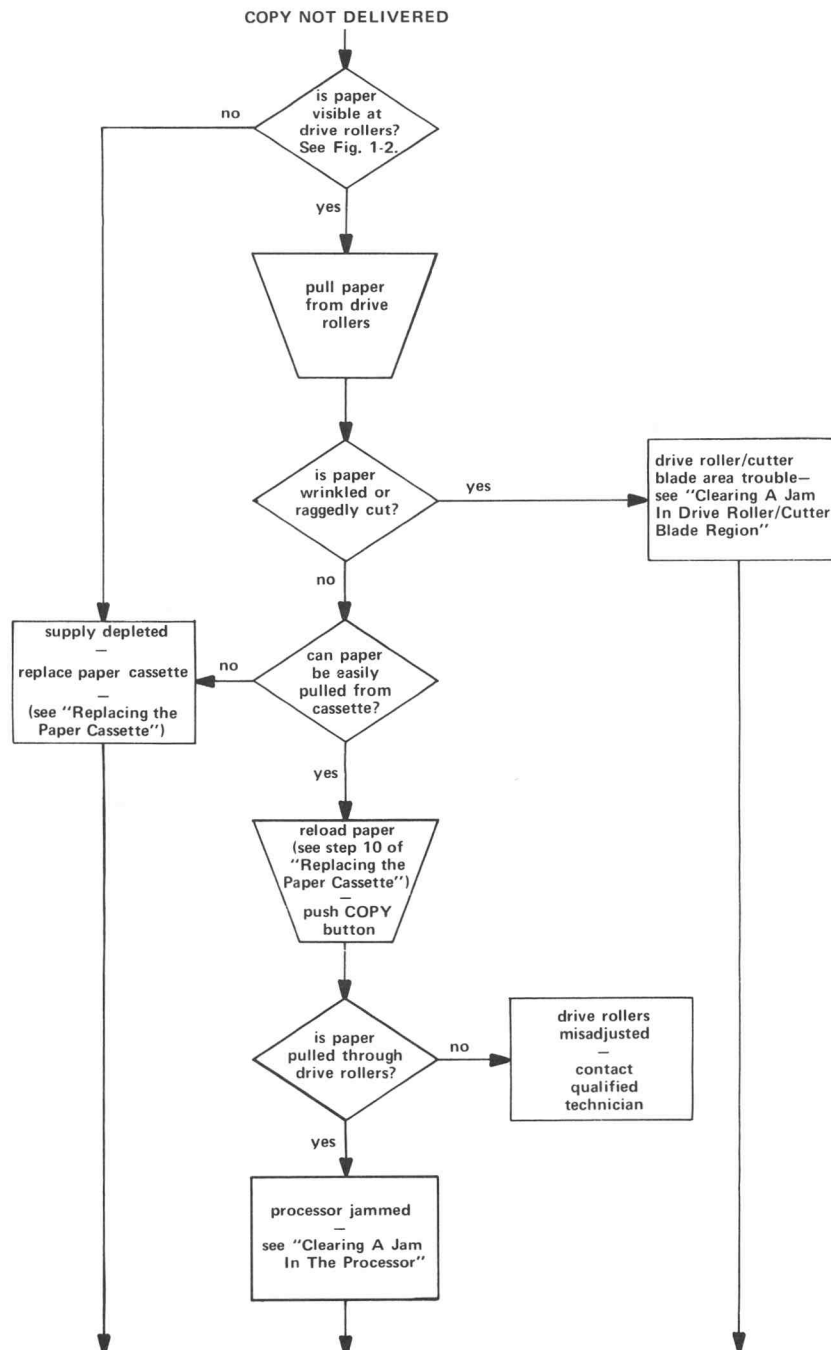 COPY NOT DELIVERED
is paper
visible at
drive rollers?
See Fig. 1-2.
no
yes
pull paper
from drive
rollers
is paper
wrinkled or
raggedly cut?
yes
drive roller/cutter
blade area trouble—
see "Clearing A Jam
In Drive Roller/Cutter
Blade Region"
no
supply depleted
—
replace paper cassette
—
(see "Replacing the
Paper Cassette")
no
can paper
be easily
pulled from
cassette?
yes
reload paper
(see step 10 of
"Replacing the
Paper Cassette")
—
push COPY
button
is paper
pulled through
drive rollers?
no
drive rollers
misadjusted
—
contact
qualified
technician
yes
processor jammed
—
see "Clearing A Jam
In The Processor"